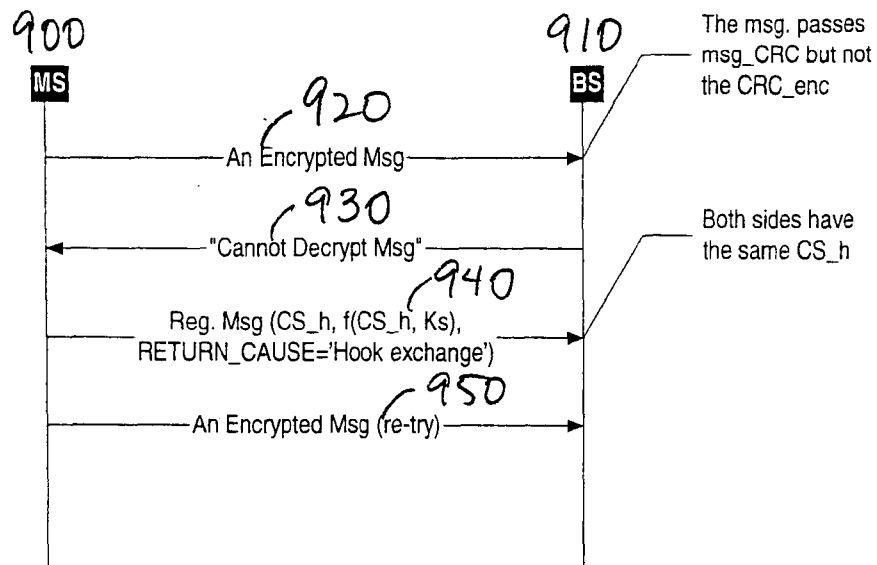 900
910
The msg. passes
msg_CRC but not
the CRC_enc
MS
BS
920
An Encrypted Msg
930
"Cannot Decrypt Msg"
Both sides have
the same CS_h
940
Reg. Msg (CS_h, f(CS_h, Ks),
RETURN_CAUSE='Hook exchange')
950
An Encrypted Msg (re-try)